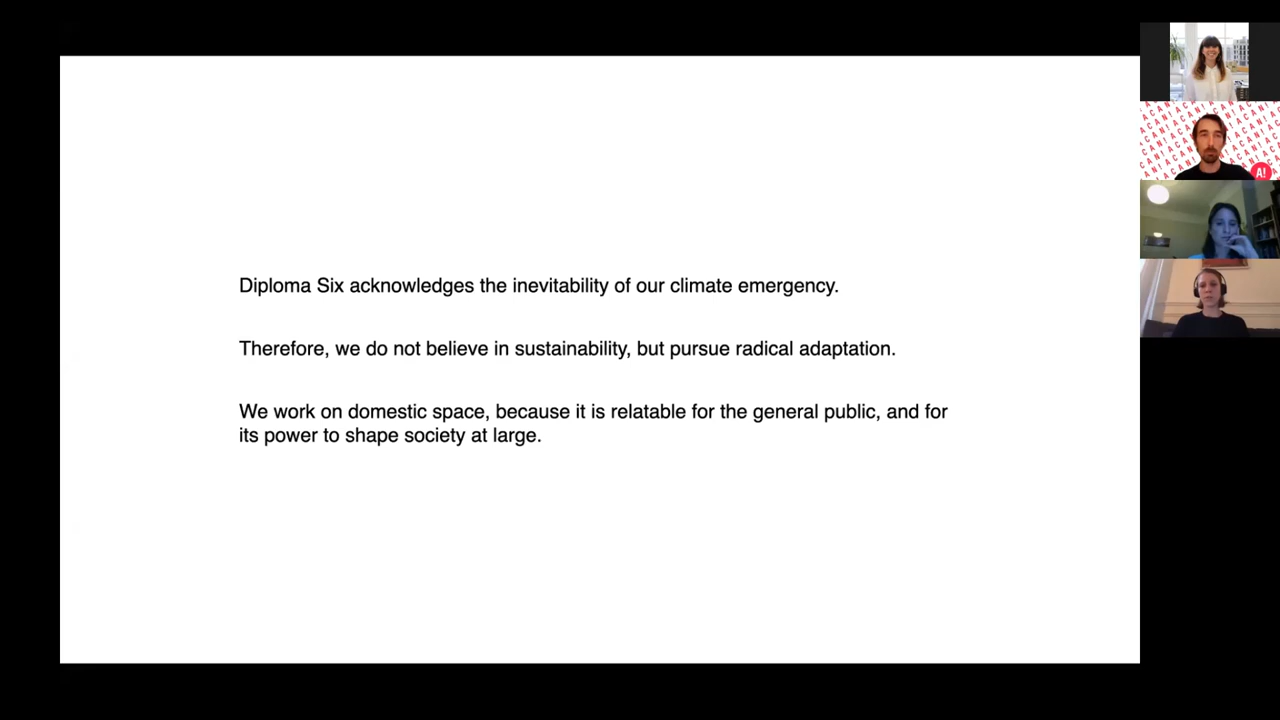 Diploma Six acknowledges the inevitability of our climate emergency.
Therefore, we do not believe in sustainability, but pursue radical adaptation.
We work on domestic space, because it is relatable for the general public, and for
its power to shape society at large.
ACAN!
A!